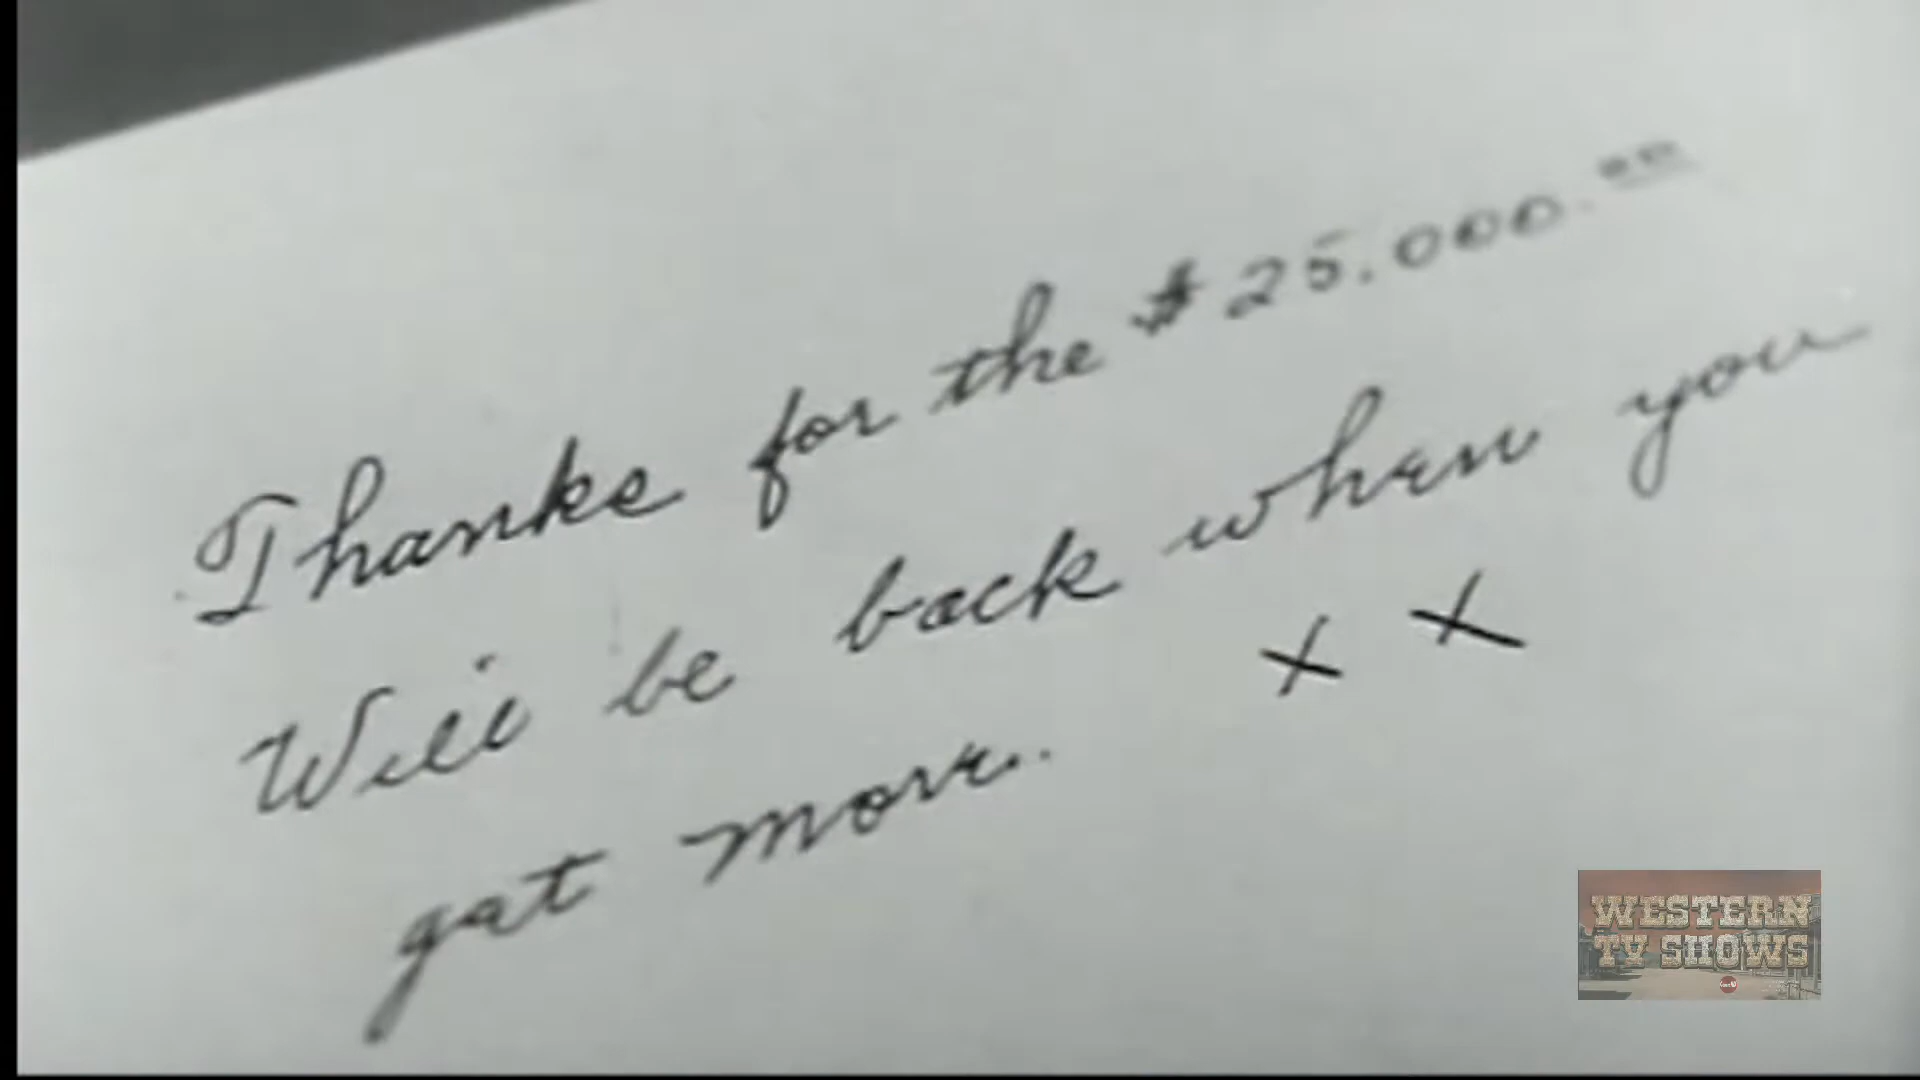 Thanks for the $25.000.00
Will be back when you
get more..
x x
WESTERN
TV SHOWS